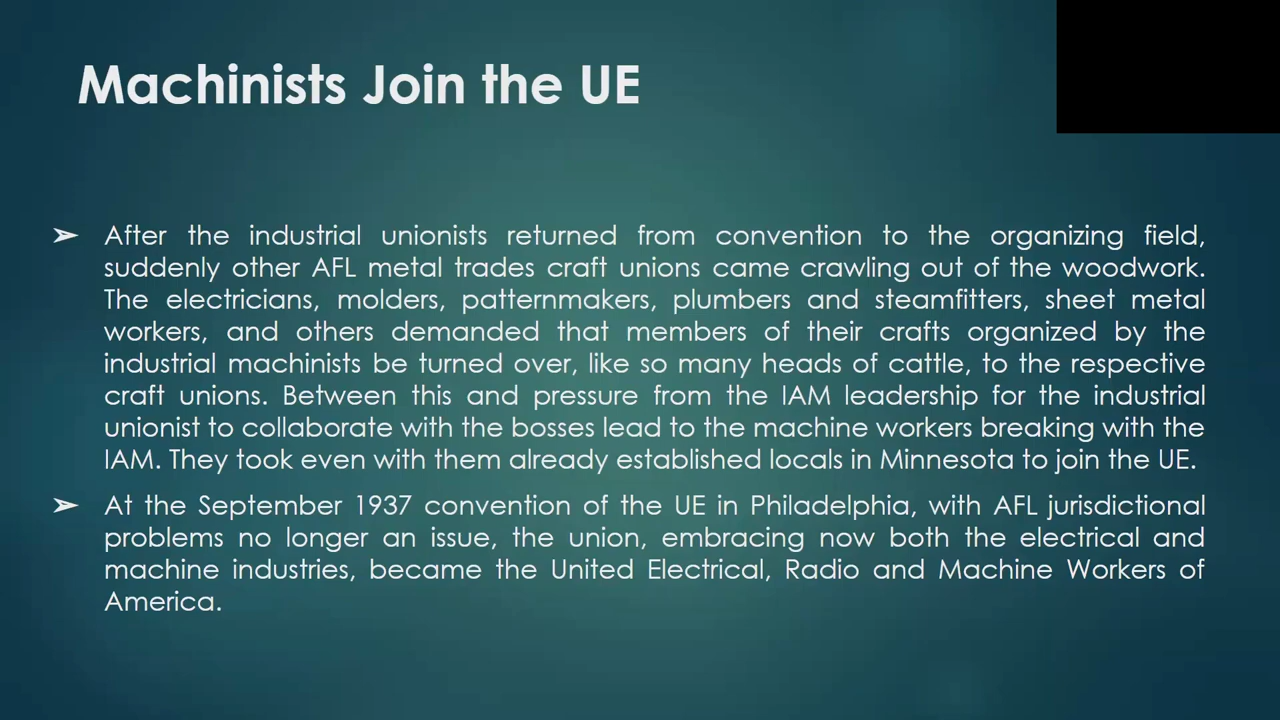 Machinists Join the UE
➤ After the industrial unionists returned from convention to the organizing field,
suddenly other AFL metal trades craft unions came crawling out of the woodwork.
The electricians, molders, patternmakers, plumbers and steamfitters, sheet metal
workers, and others demanded that members of their crafts organized by the
industrial machinists be turned over, like so many heads of cattle, to the respective
craft unions. Between this and pressure from the IAM leadership for the industrial
unionist to collaborate with the bosses lead to the machine workers breaking with the
IAM. They took even with them already established locals in Minnesota to join the UE.
➤ At the September 1937 convention of the UE in Philadelphia, with AFL jurisdictional
problems no longer an issue, the union, embracing now both the electrical and
machine industries, became the United Electrical, Radio and Machine Workers of
America.